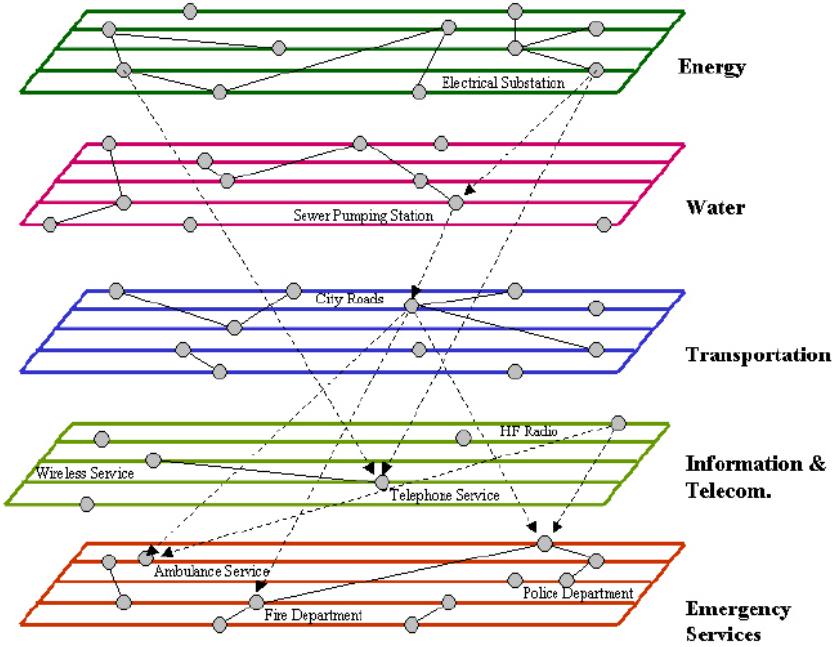 Electrical Substation
Energy
Sewer Pumping Station
Water
City Roads
Transportation
HF Radio
Wireless Service
Telephone Service
Information &
Telecom.
Ambulance Service
Police Department
Fire Department
Emergency
Services